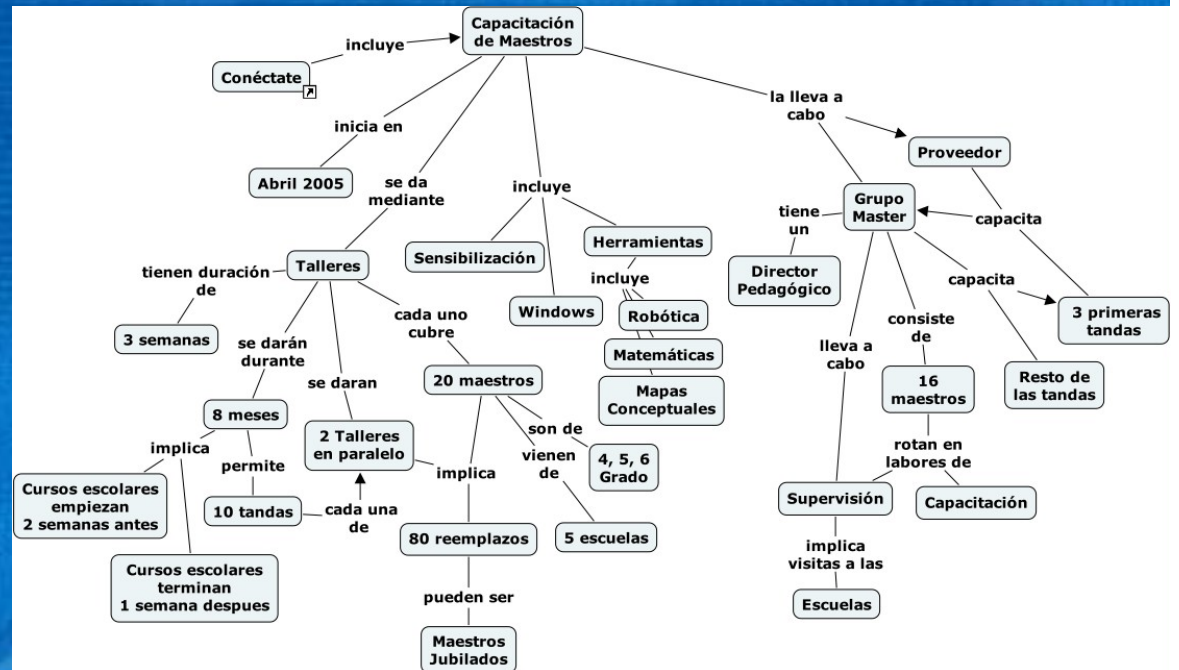 Capacitación
de Maestros
incluye
Conéctate
la lleva a
cabo
inicia en
Proveedor
Abril 2005
se da
mediante
incluye
Grupo
Master
tiene
un
capacita
Herramientas
Sensibilización
Talleres
tienen duración
de
Director
Pedagógico
incluye
capacita
Windows
Robótica
3 primeras
tandas
cada uno
cubre
consiste
de
3 semanas
se darán
durante
lleva a
cabo
Matemáticas
se daran
20 maestros
16
maestros
Resto de
las tandas
Mapas
Conceptuales
8 meses
son de
2 Talleres
en paralelo
implica
vienen
de
rotan en
labores de
permite
implica
4, 5, 6
Grado
Cursos escolares
empiezan
2 semanas antes
Supervisión
Capacitación
10 tandas
cada una
de
80 reemplazos
5 escuelas
implica
visitas a las
Cursos escolares
terminan
1 semana despues
pueden ser
Escuelas
Maestros
Jubilados